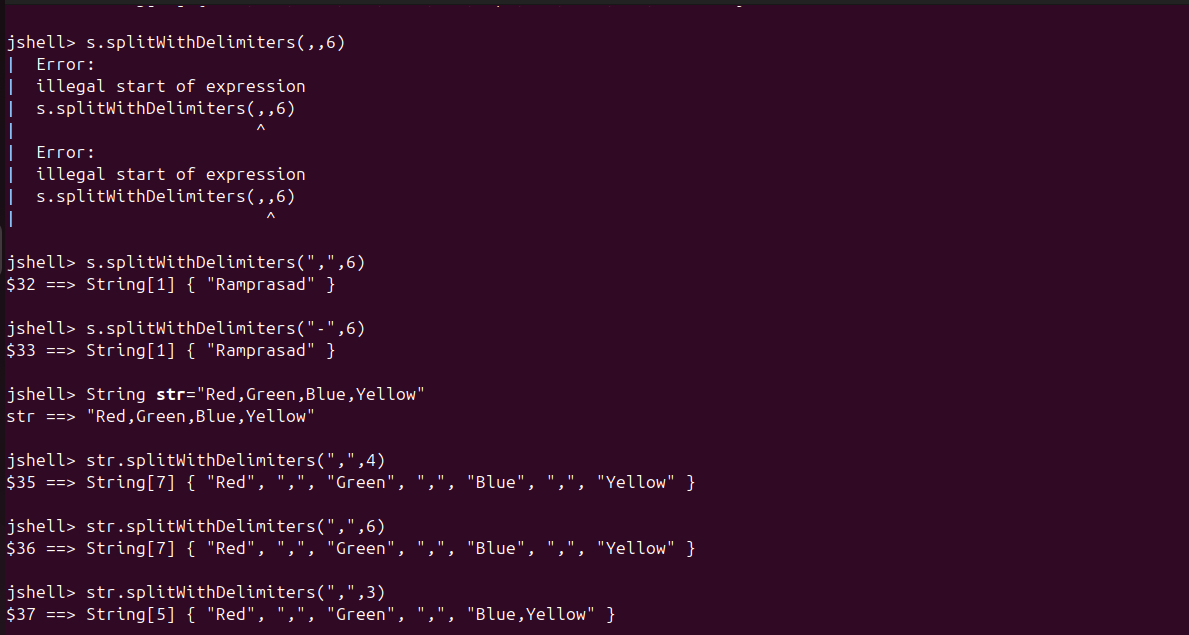 jshell> s.splitWithDelimiters(,,6)
|  Error:
|  illegal start of expression
|  s.splitWithDelimiters(,,6)
|                        ^
|  Error:
|  illegal start of expression
|  s.splitWithDelimiters(,,6)
|                         ^
jshell> s.splitWithDelimiters(",",6)
$32 ==> String[1] { "Ramprasad" }
jshell> s.splitWithDelimiters("-",6)
$33 ==> String[1] { "Ramprasad" }
jshell> String str="Red,Green,Blue,Yellow"
str ==> "Red,Green,Blue,Yellow"
jshell> str.splitWithDelimiters(",",4)
$35 ==> String[7] { "Red", ",", "Green", ",", "Blue", ",", "Yellow" }
jshell> str.splitWithDelimiters(",",6)
$36 ==> String[7] { "Red", ",", "Green", ",", "Blue", ",", "Yellow" }
jshell> str.splitWithDelimiters(",",3)
$37 ==> String[5] { "Red", ",", "Green", ",", "Blue,Yellow" }